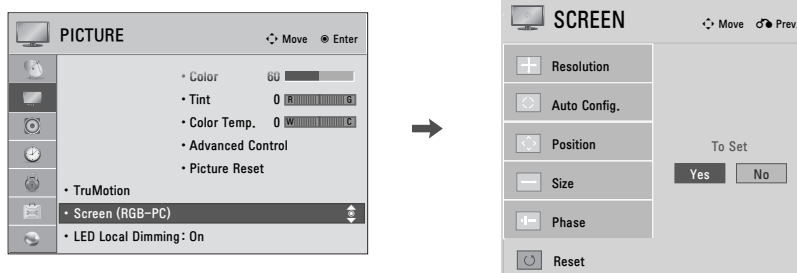 PICTURE
Move Enter
• Color 60
• Tint 0 R G
• Color Temp. 0 W C
• Advanced Control
• Picture Reset
• TruMotion
• Screen (RGB-PC)
• LED Local Dimming: On
SCREEN
Move Prev.
Resolution
Auto Config.
Position
Size
Phase
Reset
To Set
Yes No